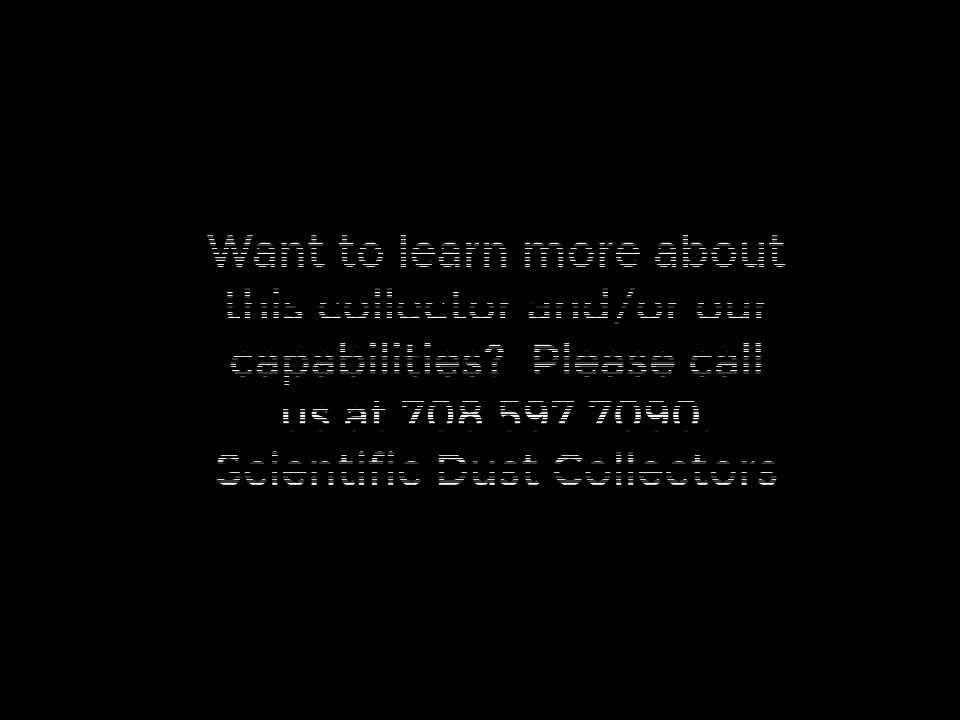 Want to learn more about
this collector and/or our
capabilities?  Please call
us at 708 597 7090.
Scientific Dust Collectors